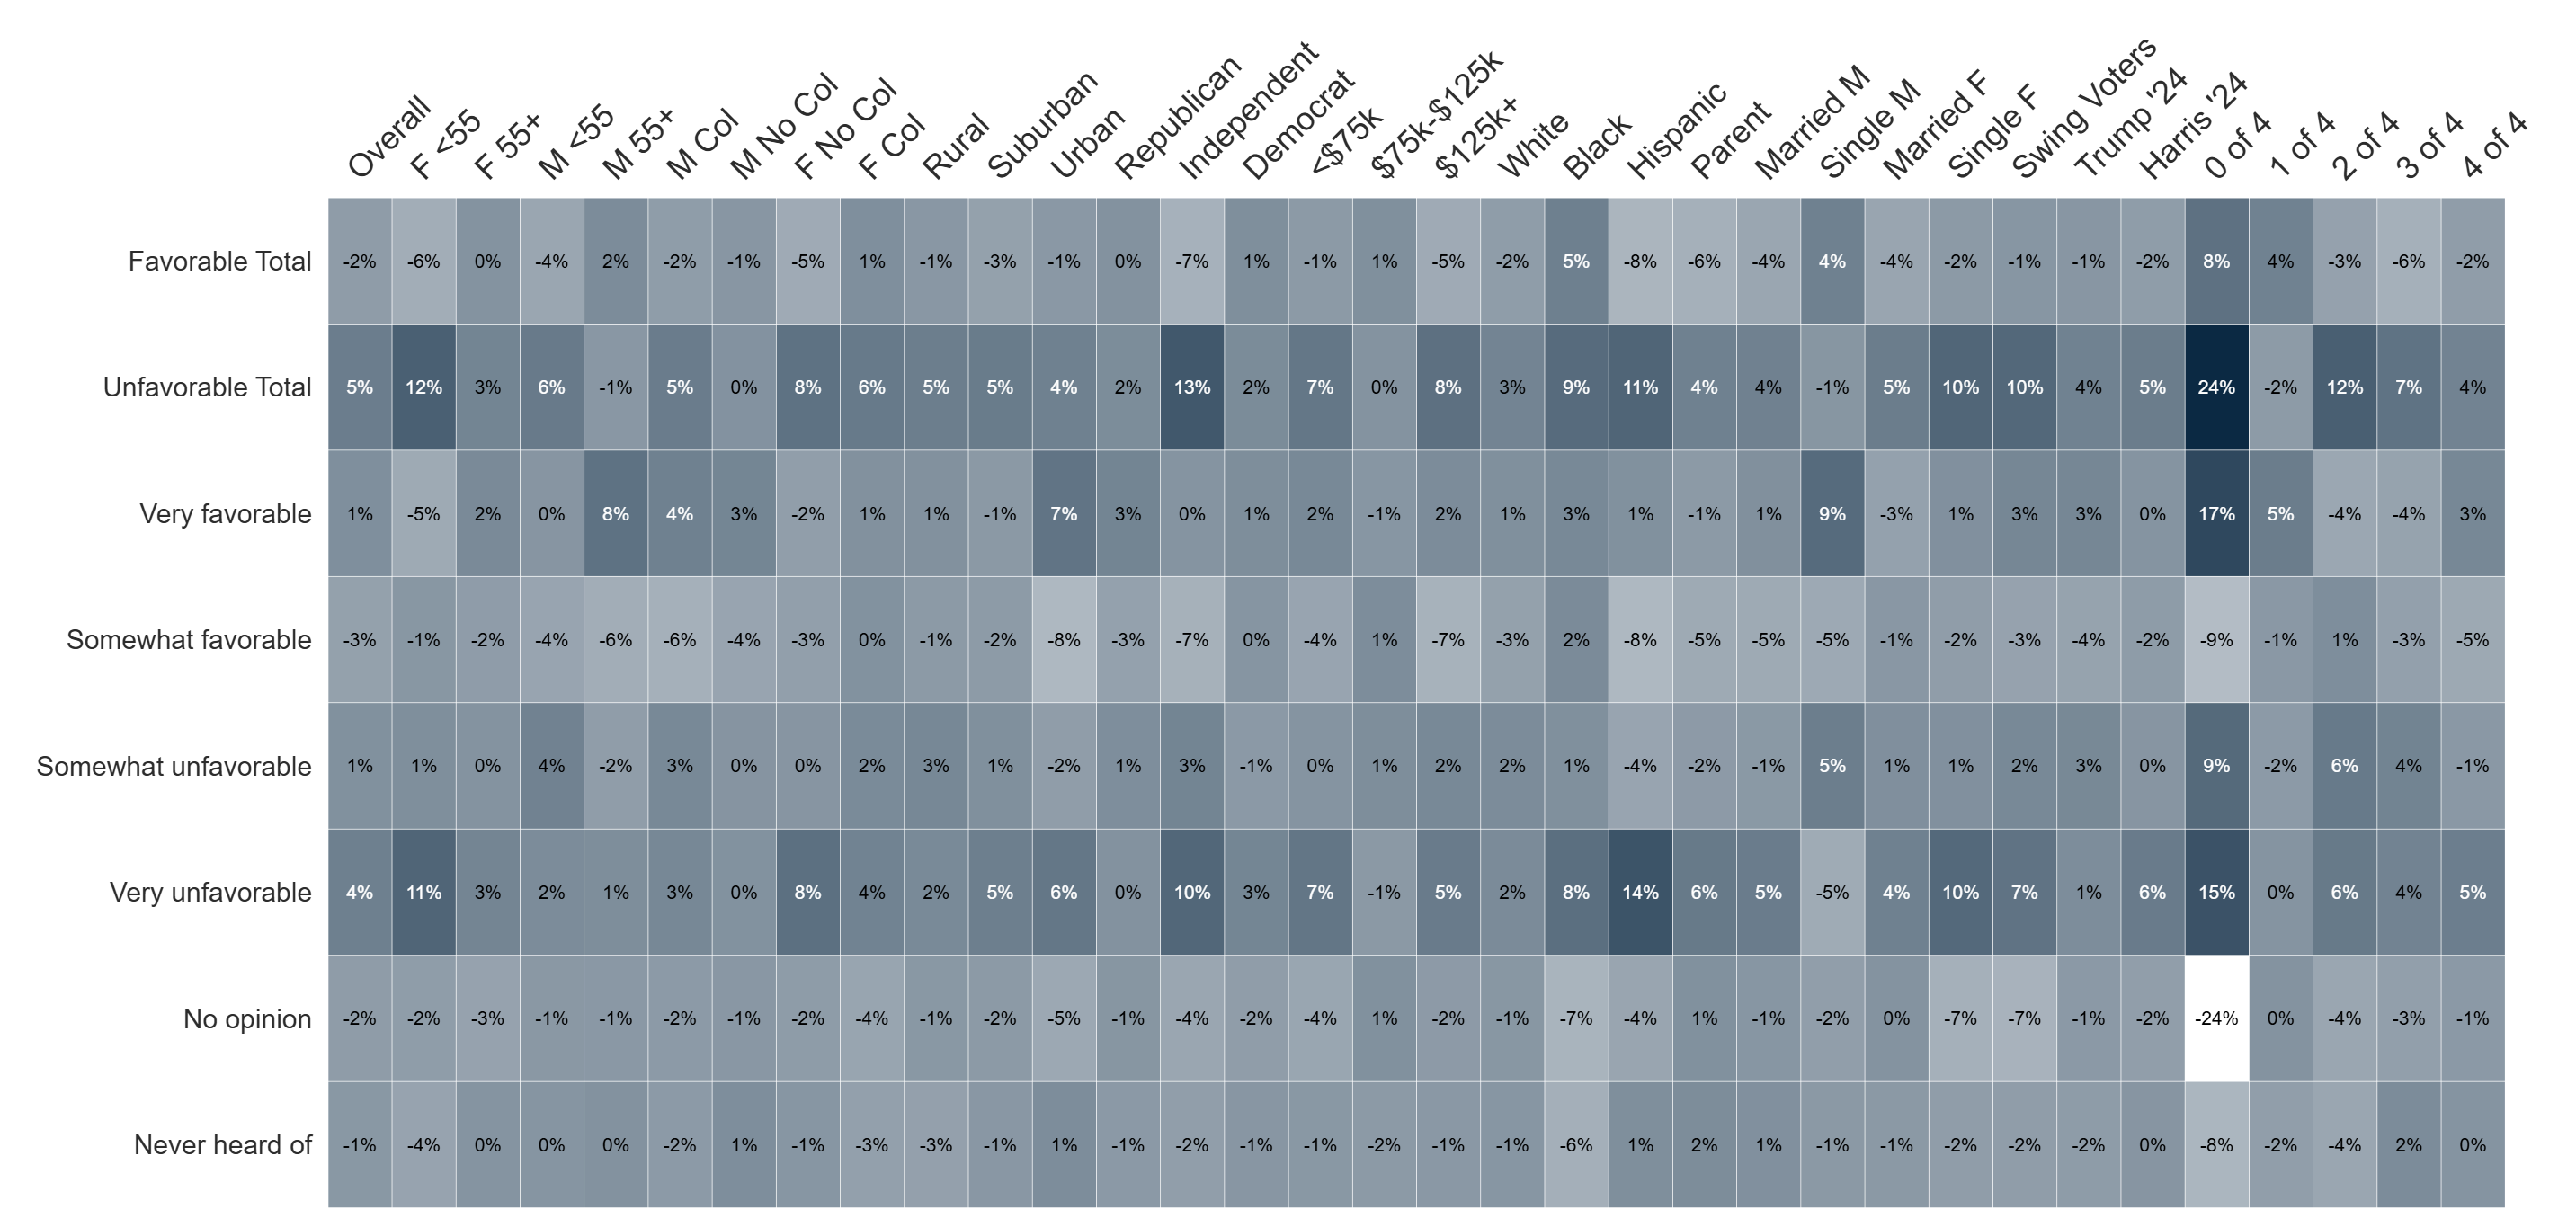 Overall F <55 F 55+ M <55 M 55+ M Col M No Col F No Col F Col Rural Suburban Urban Republican Independent Democrat <$75k $75k-$125k $125k+ White Black Hispanic Parent Married M Single M Married F Single F Swing Voters Trump '24 Harris '24 0 of 4 1 of 4 2 of 4 3 of 4 4 of 4
Favorable Total -2% -6% 0% -4% 2% -2% -1% -5% 1% -1% -3% -1% 0% -7% 1% -1% 1% -5% -2% 5% -8% -6% -4% 4% -4% -2% -1% -1% -2% 8% 4% -3% -6% -2%
Unfavorable Total 5% 12% 3% 6% -1% 5% 0% 8% 6% 5% 5% 4% 2% 13% 2% 7% 0% 8% 3% 9% 11% 4% 4% -1% 5% 10% 10% 4% 5% 24% -2% 12% 7% 4%
Very favorable 1% -5% 2% 0% 8% 4% 3% -2% 1% 1% -1% 7% 3% 0% 1% 2% -1% 2% 1% 3% 1% -1% 1% 9% -3% 1% 3% 3% 0% 17% 5% -4% -4% 3%
Somewhat favorable -3% -1% -2% -4% -6% -6% -4% -3% 0% -1% -2% -8% -3% -7% 0% -4% 1% -7% -3% 2% -8% -5% -5% -5% -1% -2% -3% -4% -2% -9% -1% 1% -3% -5%
Somewhat unfavorable 1% 1% 0% 4% -2% 3% 0% 0% 2% 3% 1% -2% 1% 3% -1% 0% 1% 2% 2% 1% -4% -2% -1% 5% 1% 1% 2% 3% 0% 9% -2% 6% 4% -1%
Very unfavorable 4% 11% 3% 2% 1% 3% 0% 8% 4% 2% 5% 6% 0% 10% 3% 7% -1% 5% 2% 8% 14% 6% 5% -5% 4% 10% 7% 1% 6% 15% 0% 6% 4% 5%
No opinion -2% -2% -3% -1% -1% -2% -1% -2% -4% -1% -2% -5% -1% -4% -2% -4% 1% -2% -1% -7% -4% 1% -1% -2% 0% -7% -7% -1% -2% -24% 0% -4% -3% -1%
Never heard of -1% -4% 0% 0% 0% -2% 1% -1% -3% -3% -1% 1% -1% -2% -1% -1% -2% -1% -1% -6% 1% 2% 1% -1% -1% -2% -2% -2% 0% -8% -2% -4% 2% 0%